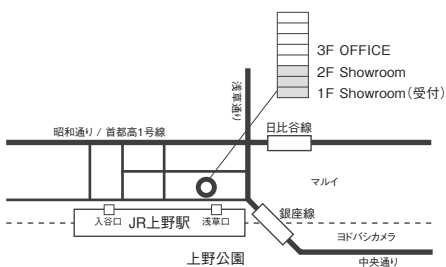 3F OFFICE
2F Showroom
1F Showroom(受付)
浅草通り
昭和通り / 首都高1号線
日比谷線
マルイ
入谷口
JR上野駅
浅草口
銀座線
ヨドバシカメラ
上野公園
中央通り